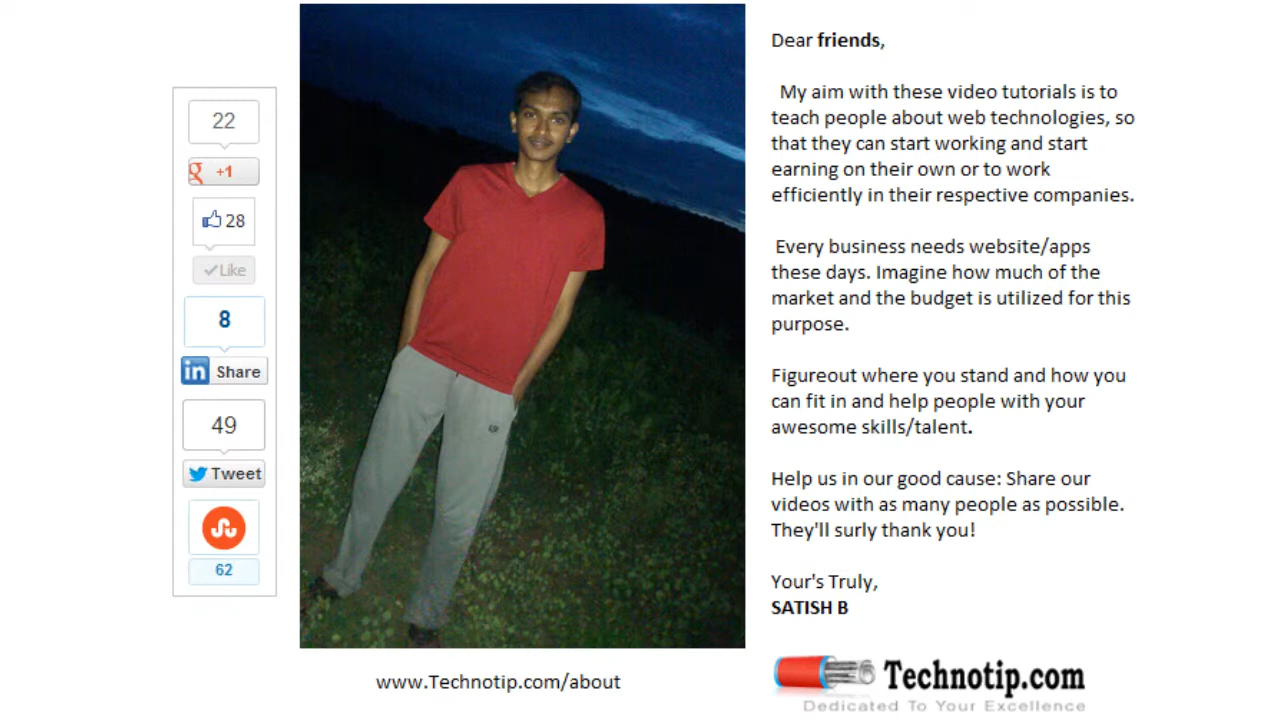 22
g +1
28
Like
8
in Share
49
Tweet
62
www.Technotip.com/about
Dear friends,
My aim with these video tutorials is to
teach people about web technologies, so
that they can start working and start
earning on their own or to work
efficiently in their respective companies.
Every business needs website/apps
these days. Imagine how much of the
market and the budget is utilized for this
purpose.
Figureout where you stand and how you
can fit in and help people with your
awesome skills/talent.
Help us in our good cause: Share our
videos with as many people as possible.
They'll surly thank you!
Your's Truly,
SATISH B
Technotip.com
Dedicated To Your Excellence